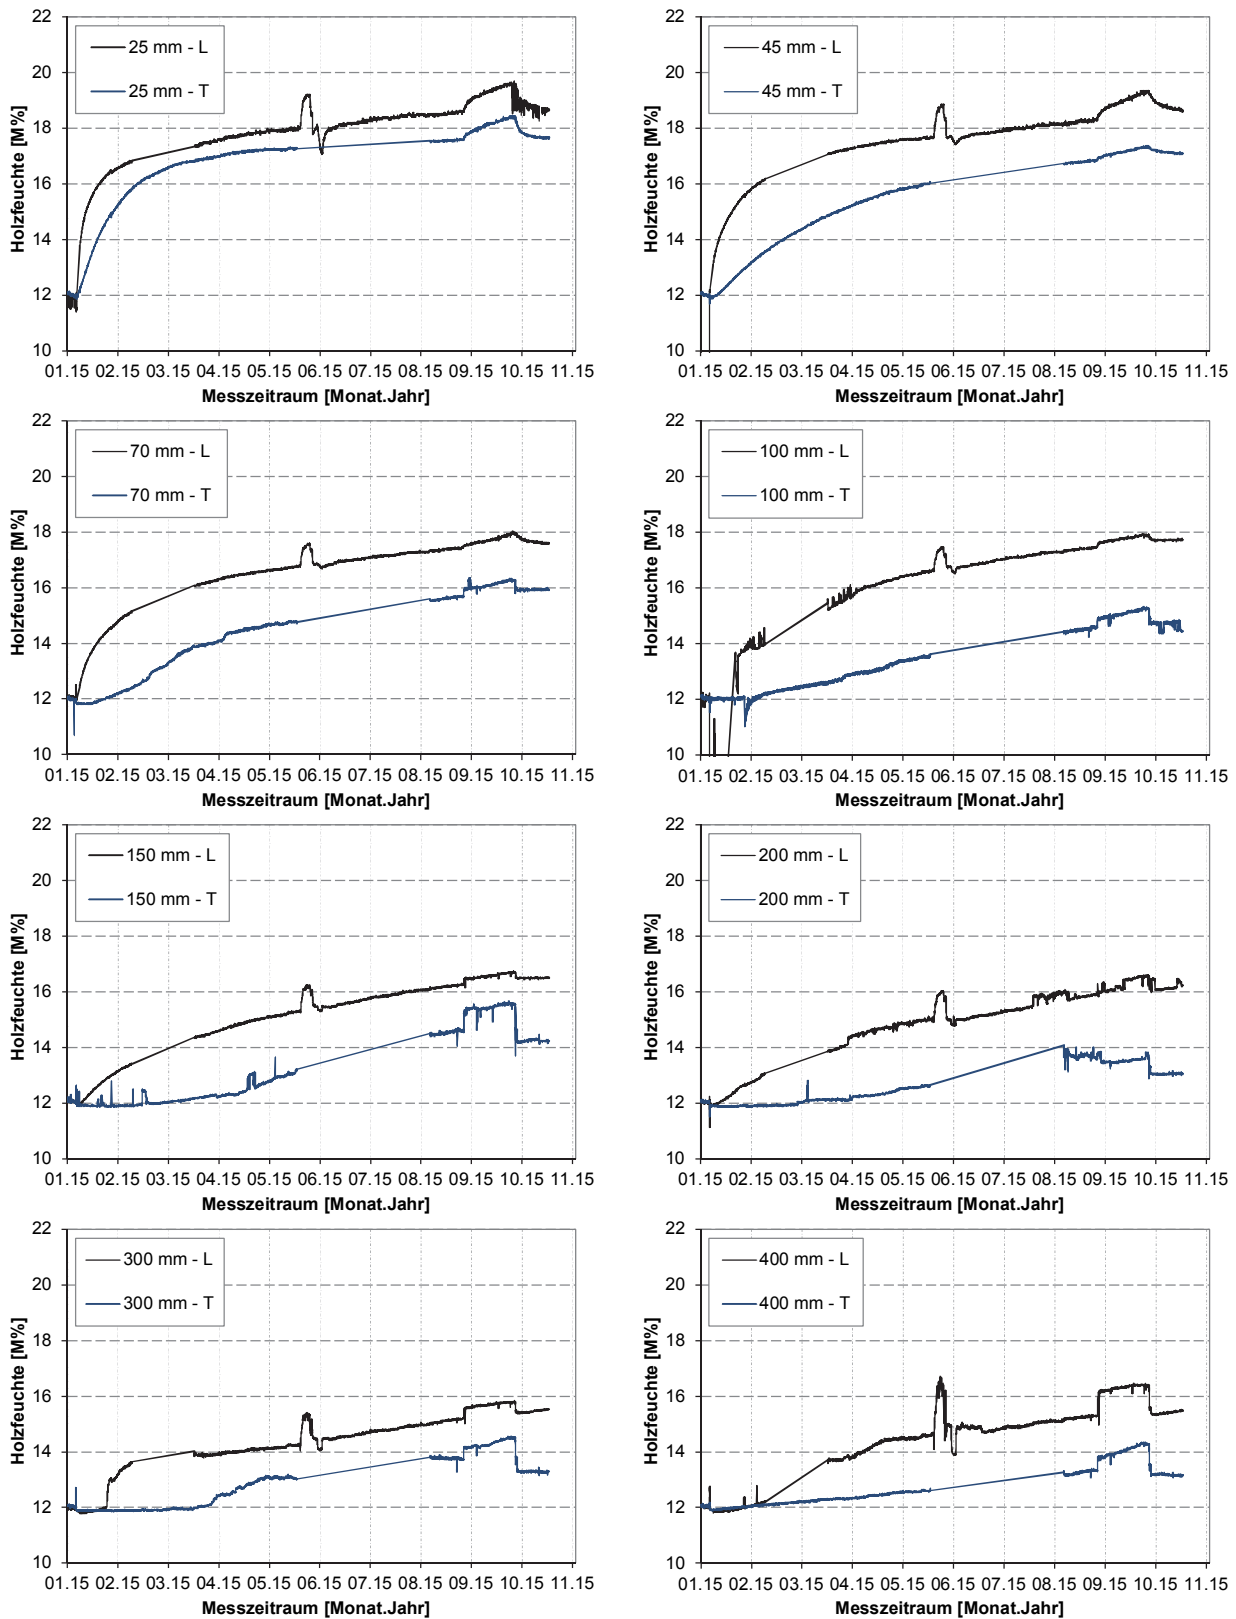 22
20
18
16
14
12
10
Holzfeuchte [M%]
25 mm - L
25 mm - T
01.15 02.15 03.15 04.15 05.15 06.15 07.15 08.15 09.15 10.15 11.15
Messzeitraum [Monat.Jahr]
22
20
18
16
14
12
10
Holzfeuchte [M%]
45 mm - L
45 mm - T
01.15 02.15 03.15 04.15 05.15 06.15 07.15 08.15 09.15 10.15 11.15
Messzeitraum [Monat.Jahr]
22
20
18
16
14
12
10
Holzfeuchte [M%]
70 mm - L
70 mm - T
01.15 02.15 03.15 04.15 05.15 06.15 07.15 08.15 09.15 10.15 11.15
Messzeitraum [Monat.Jahr]
22
20
18
16
14
12
10
Holzfeuchte [M%]
100 mm - L
100 mm - T
01.15 02.15 03.15 04.15 05.15 06.15 07.15 08.15 09.15 10.15 11.15
Messzeitraum [Monat.Jahr]
22
20
18
16
14
12
10
Holzfeuchte [M%]
150 mm - L
150 mm - T
01.15 02.15 03.15 04.15 05.15 06.15 07.15 08.15 09.15 10.15 11.15
Messzeitraum [Monat.Jahr]
22
20
18
16
14
12
10
Holzfeuchte [M%]
200 mm - L
200 mm - T
01.15 02.15 03.15 04.15 05.15 06.15 07.15 08.15 09.15 10.15 11.15
Messzeitraum [Monat.Jahr]
22
20
18
16
14
12
10
Holzfeuchte [M%]
300 mm - L
300 mm - T
01.15 02.15 03.15 04.15 05.15 06.15 07.15 08.15 09.15 10.15 11.15
Messzeitraum [Monat.Jahr]
22
20
18
16
14
12
10
Holzfeuchte [M%]
400 mm - L
400 mm - T
01.15 02.15 03.15 04.15 05.15 06.15 07.15 08.15 09.15 10.15 11.15
Messzeitraum [Monat.Jahr]